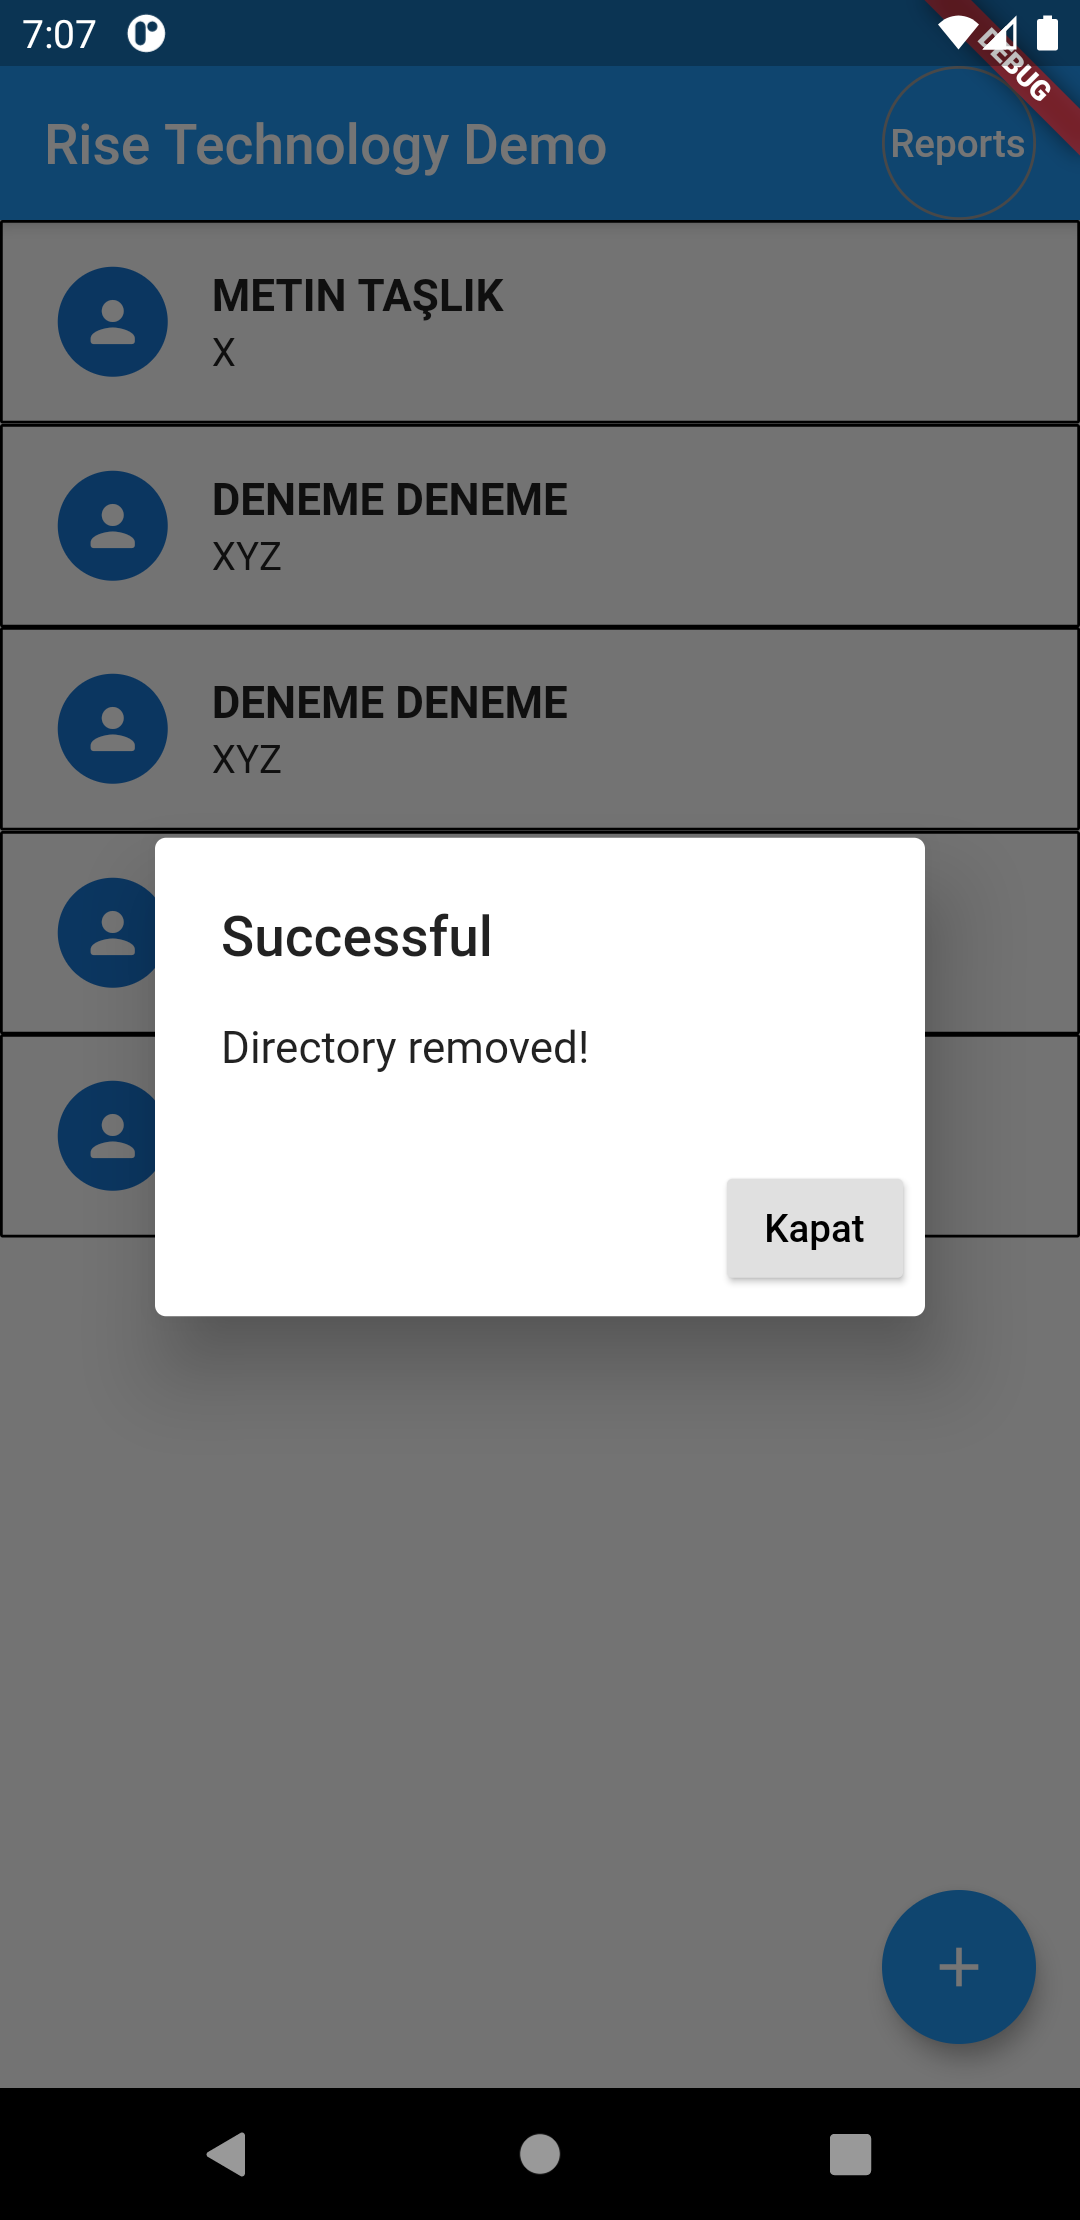 7:07
DEBUG
Rise Technology Demo
Reports
METIN TAŞLIK
X
DENEME DENEME
XYZ
DENEME DENEME
XYZ
Successful
Directory removed!
Kapat